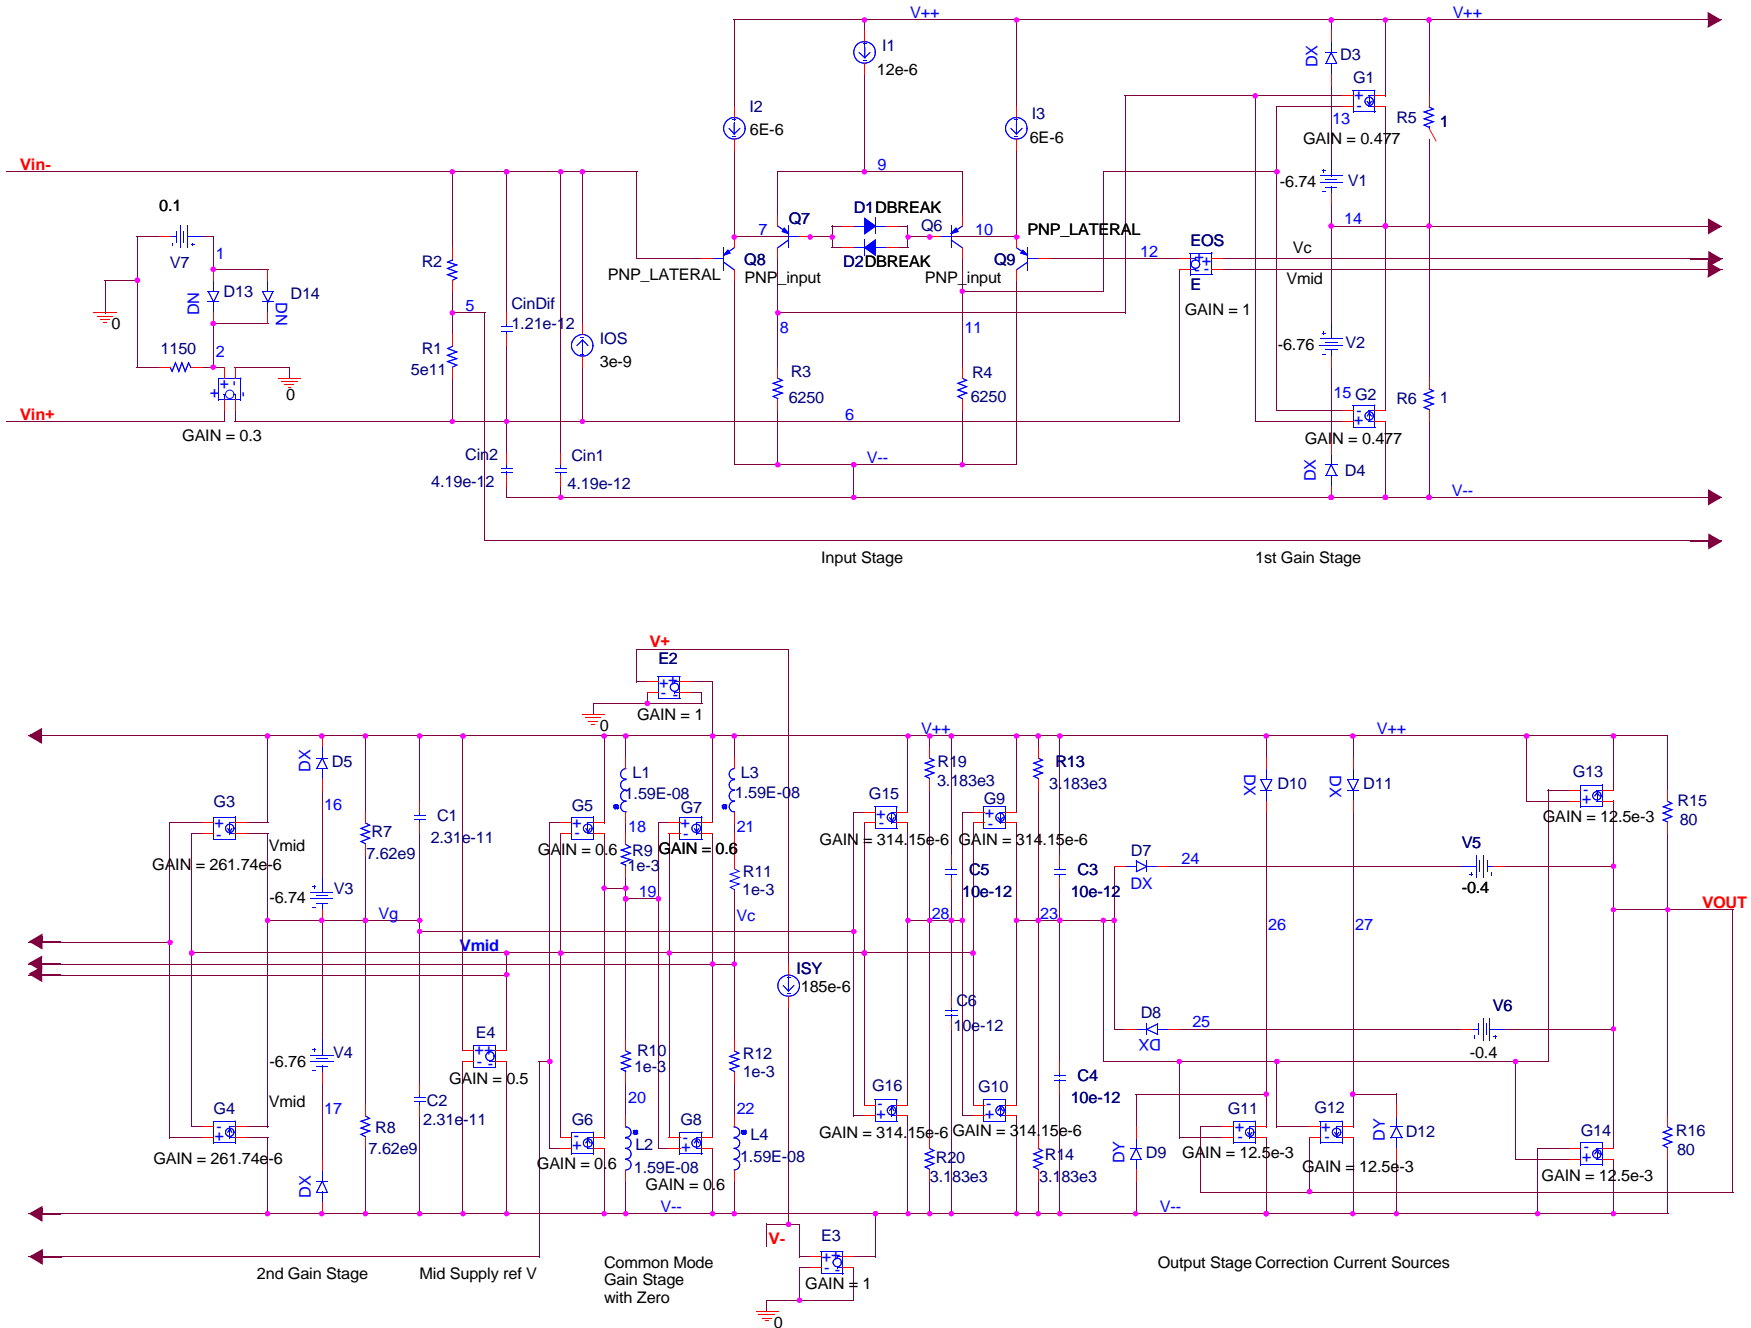 V++
V++
I1
12e-6
DX
D3
G1
13
GAIN = 0.477
R5
1
I2
6E-6
I3
6E-6
Vin-
9
-6.74
V1
0.1
V7
1
D13
DN
D14
DN
1150
2
0
0
GAIN = 0.3
Vin+
R2
5
R1
5e11
CinDif
1.21e-12
IOS
3e-9
Cin2
4.19e-12
Cin1
4.19e-12
7
Q7
D1
DBREAK
D2
DBREAK
Q6
10
PNP_LATERAL
Q8
PNP_LATERAL
PNP_input
PNP_input
Q9
12
EOS
E
GAIN = 1
14
Vc
Vmid
8
11
R3
6250
R4
6250
6
-6.76
V2
15
G2
GAIN = 0.477
R6
1
DX
D4
V--
V--
Input Stage
1st Gain Stage
V+
E2
GAIN = 1
0
V++
V++
DX
D5
16
G3
GAIN = 261.74e-6
Vmid
-6.74
V3
R7
7.62e9
C1
2.31e-11
Vg
Vmid
G5
GAIN = 0.6
L1
1.59E-08
18
R9
1e-3
19
G7
GAIN = 0.6
L3
1.59E-08
21
R11
1e-3
Vc
ISY
185e-6
G15
GAIN = 314.15e-6
R19
3.183e3
C5
10e-12
28
G9
GAIN = 314.15e-6
R13
3.183e3
C3
10e-12
23
D7
DX
24
DX
D10
DX
D11
26
27
V5
-0.4
G13
GAIN = 12.5e-3
R15
80
VOUT
-6.76
V4
Vmid
17
G4
GAIN = 261.74e-6
DX
R8
7.62e9
C2
2.31e-11
E4
GAIN = 0.5
R10
1e-3
20
G6
GAIN = 0.6
L2
1.59E-08
G8
GAIN = 0.6
R12
1e-3
22
L4
1.59E-08
C6
10e-12
G16
GAIN = 314.15e-6
R20
3.183e3
G10
GAIN = 314.15e-6
R14
3.183e3
C4
10e-12
D8
DX
25
V6
-0.4
DY
D9
G11
GAIN = 12.5e-3
G12
GAIN = 12.5e-3
DY
D12
G14
GAIN = 12.5e-3
R16
80
V--
V--
V-
E3
GAIN = 1
0
2nd Gain Stage
Mid Supply ref V
Common Mode
Gain Stage
with Zero
Output Stage Correction Current Sources